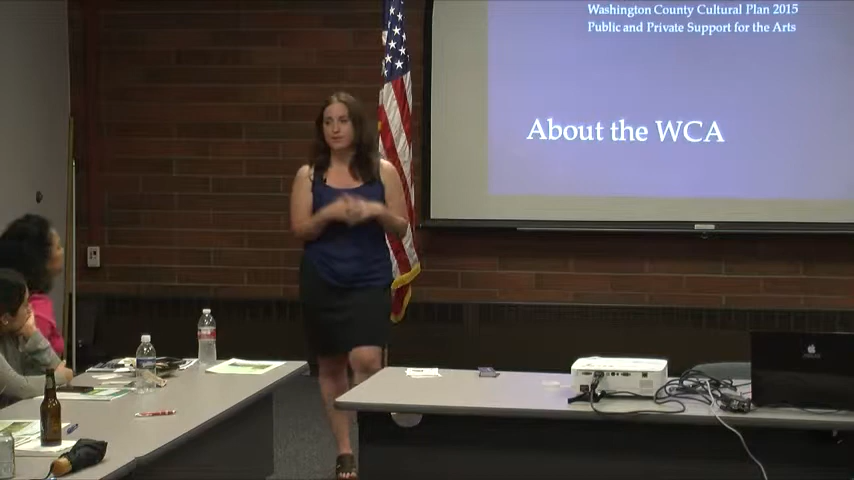 Washington County Cultural Plan 2015
Public and Private Support for the Arts
About the WCA